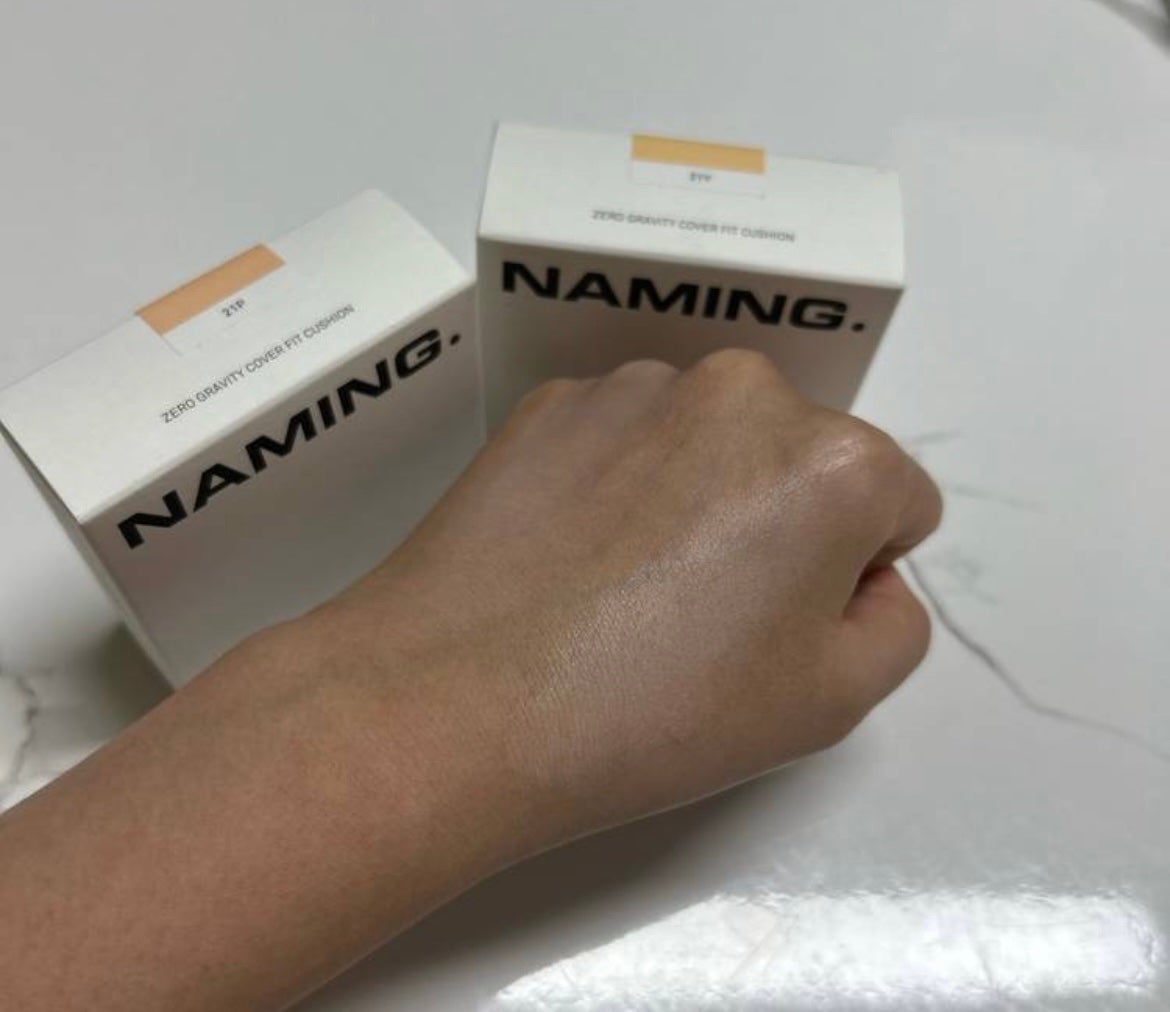 21P
ZERO GRAVITY COVER FIT CUSHION
NAMING.
ZERO GRAVITY COVER FIT CUSHION
NAMING.